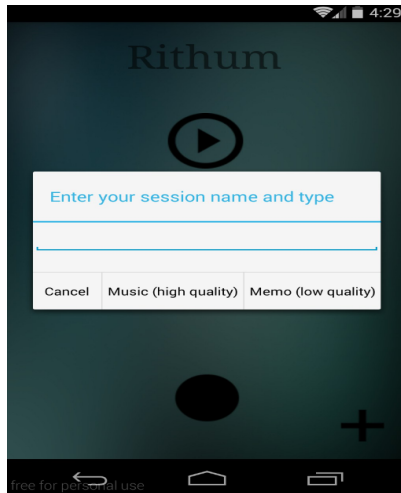 4:29
Rithum
Enter your session name and type
Cancel Music (high quality) Memo (low quality)
free for personal use